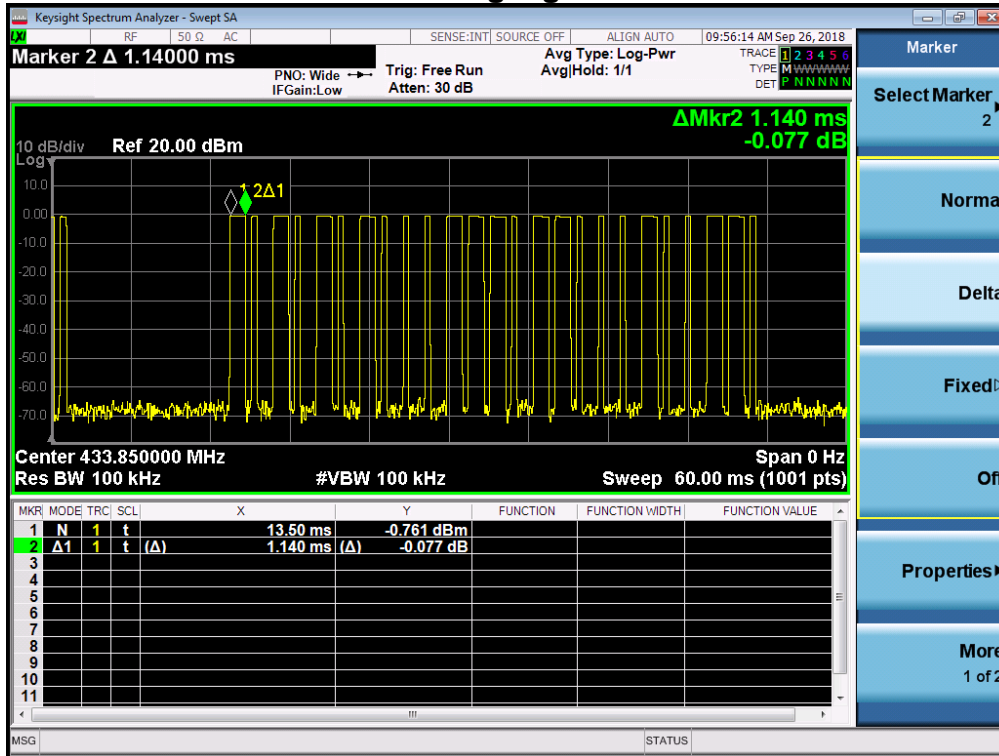 Keysight Spectrum Analyzer - Swept SA
LXI RF 50 Ω AC SENSE:INT SOURCE OFF ALIGN AUTO 09:56:14 AM Sep 26, 2018
Marker 2 Δ 1.14000 ms
PNO: Wide
IFGain:Low
Trig: Free Run
Atten: 30 dB
Avg Type: Log-Pwr
Avg|Hold: 1/1
TRACE 1 2 3 4 5 6
TYPE M WWWWW
DET P N N N N N
ΔMkr2 1.140 ms
-0.077 dB
10 dB/div Ref 20.00 dBm
Log
10.0
0.00
-10.0
-20.0
-30.0
-40.0
-50.0
-60.0
-70.0
1 2Δ1
Center 433.850000 MHz Span 0 Hz
Res BW 100 kHz #VBW 100 kHz Sweep 60.00 ms (1001 pts)
MKR MODE TRC SCL X Y FUNCTION FUNCTION WIDTH FUNCTION VALUE
1 N 1 t 13.50 ms -0.761 dBm
2 Δ1 1 t (Δ) 1.140 ms (Δ) -0.077 dB
3
4
5
6
7
8
9
10
11
MSG STATUS
Marker
Select Marker
2
Normal
Delta
Fixed
Off
Properties
More
1 of 2